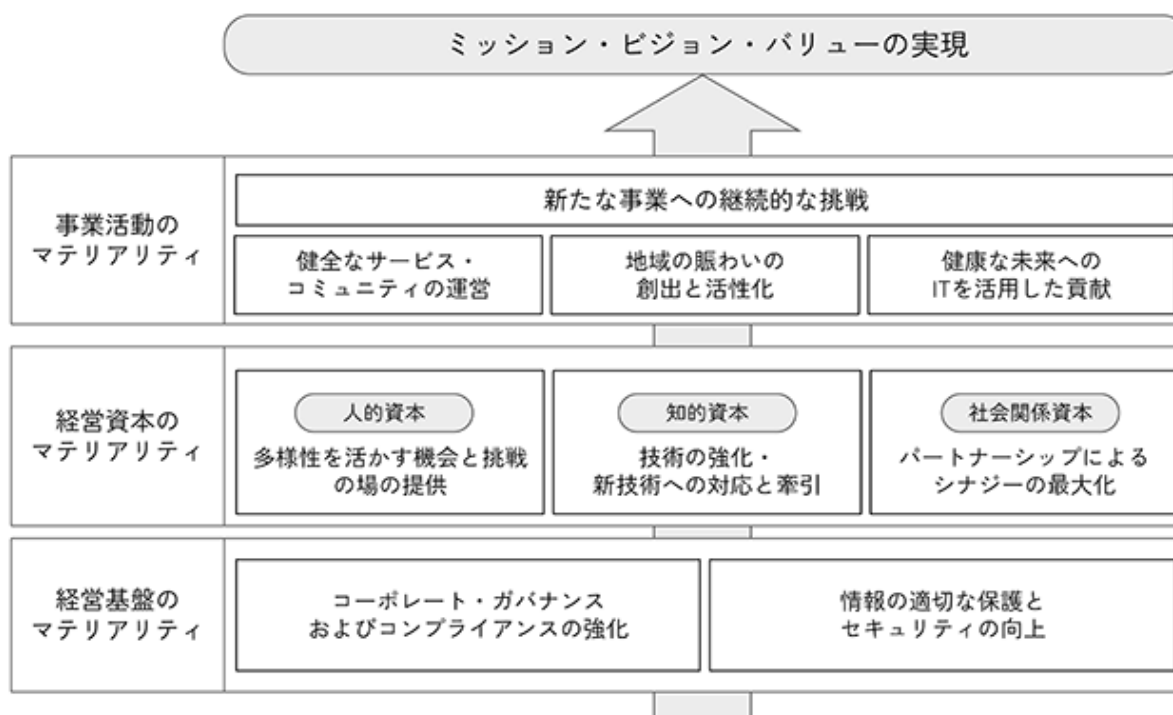 ミッション・ビジョン・バリューの実現
事業活動の
マテリアリティ
新たな事業への継続的な挑戦
健全なサービス・
コミュニティの運営
地域の賑わいの
創出と活性化
健康な未来への
ITを活用した貢献
経営資本の
マテリアリティ
人的資本
多様性を活かす機会と挑戦
の場の提供
知的資本
技術の強化・
新技術への対応と牽引
社会関係資本
パートナーシップによる
シナジーの最大化
経営基盤の
マテリアリティ
コーポレート・ガバナンス
およびコンプライアンスの強化
情報の適切な保護と
セキュリティの向上